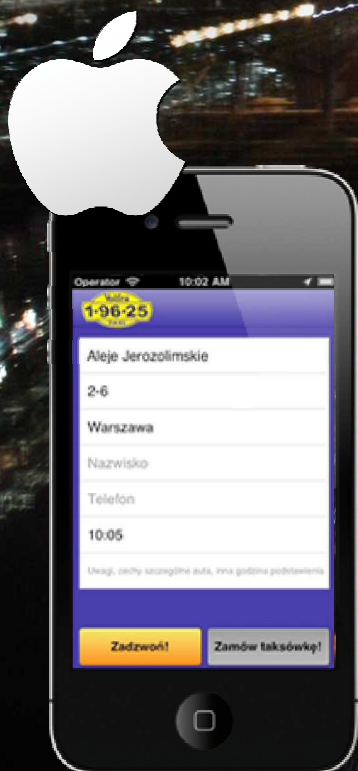 Operator 10:02 AM
1·96·25
TAXI
Aleje Jerozolimskie
2-6
Warszawa
Nazwisko
Telefon
10:05
Uwagi, cechy szczególne auta, inna godzina podstawienia
Zadzwoń!
Zamów taksówkę!